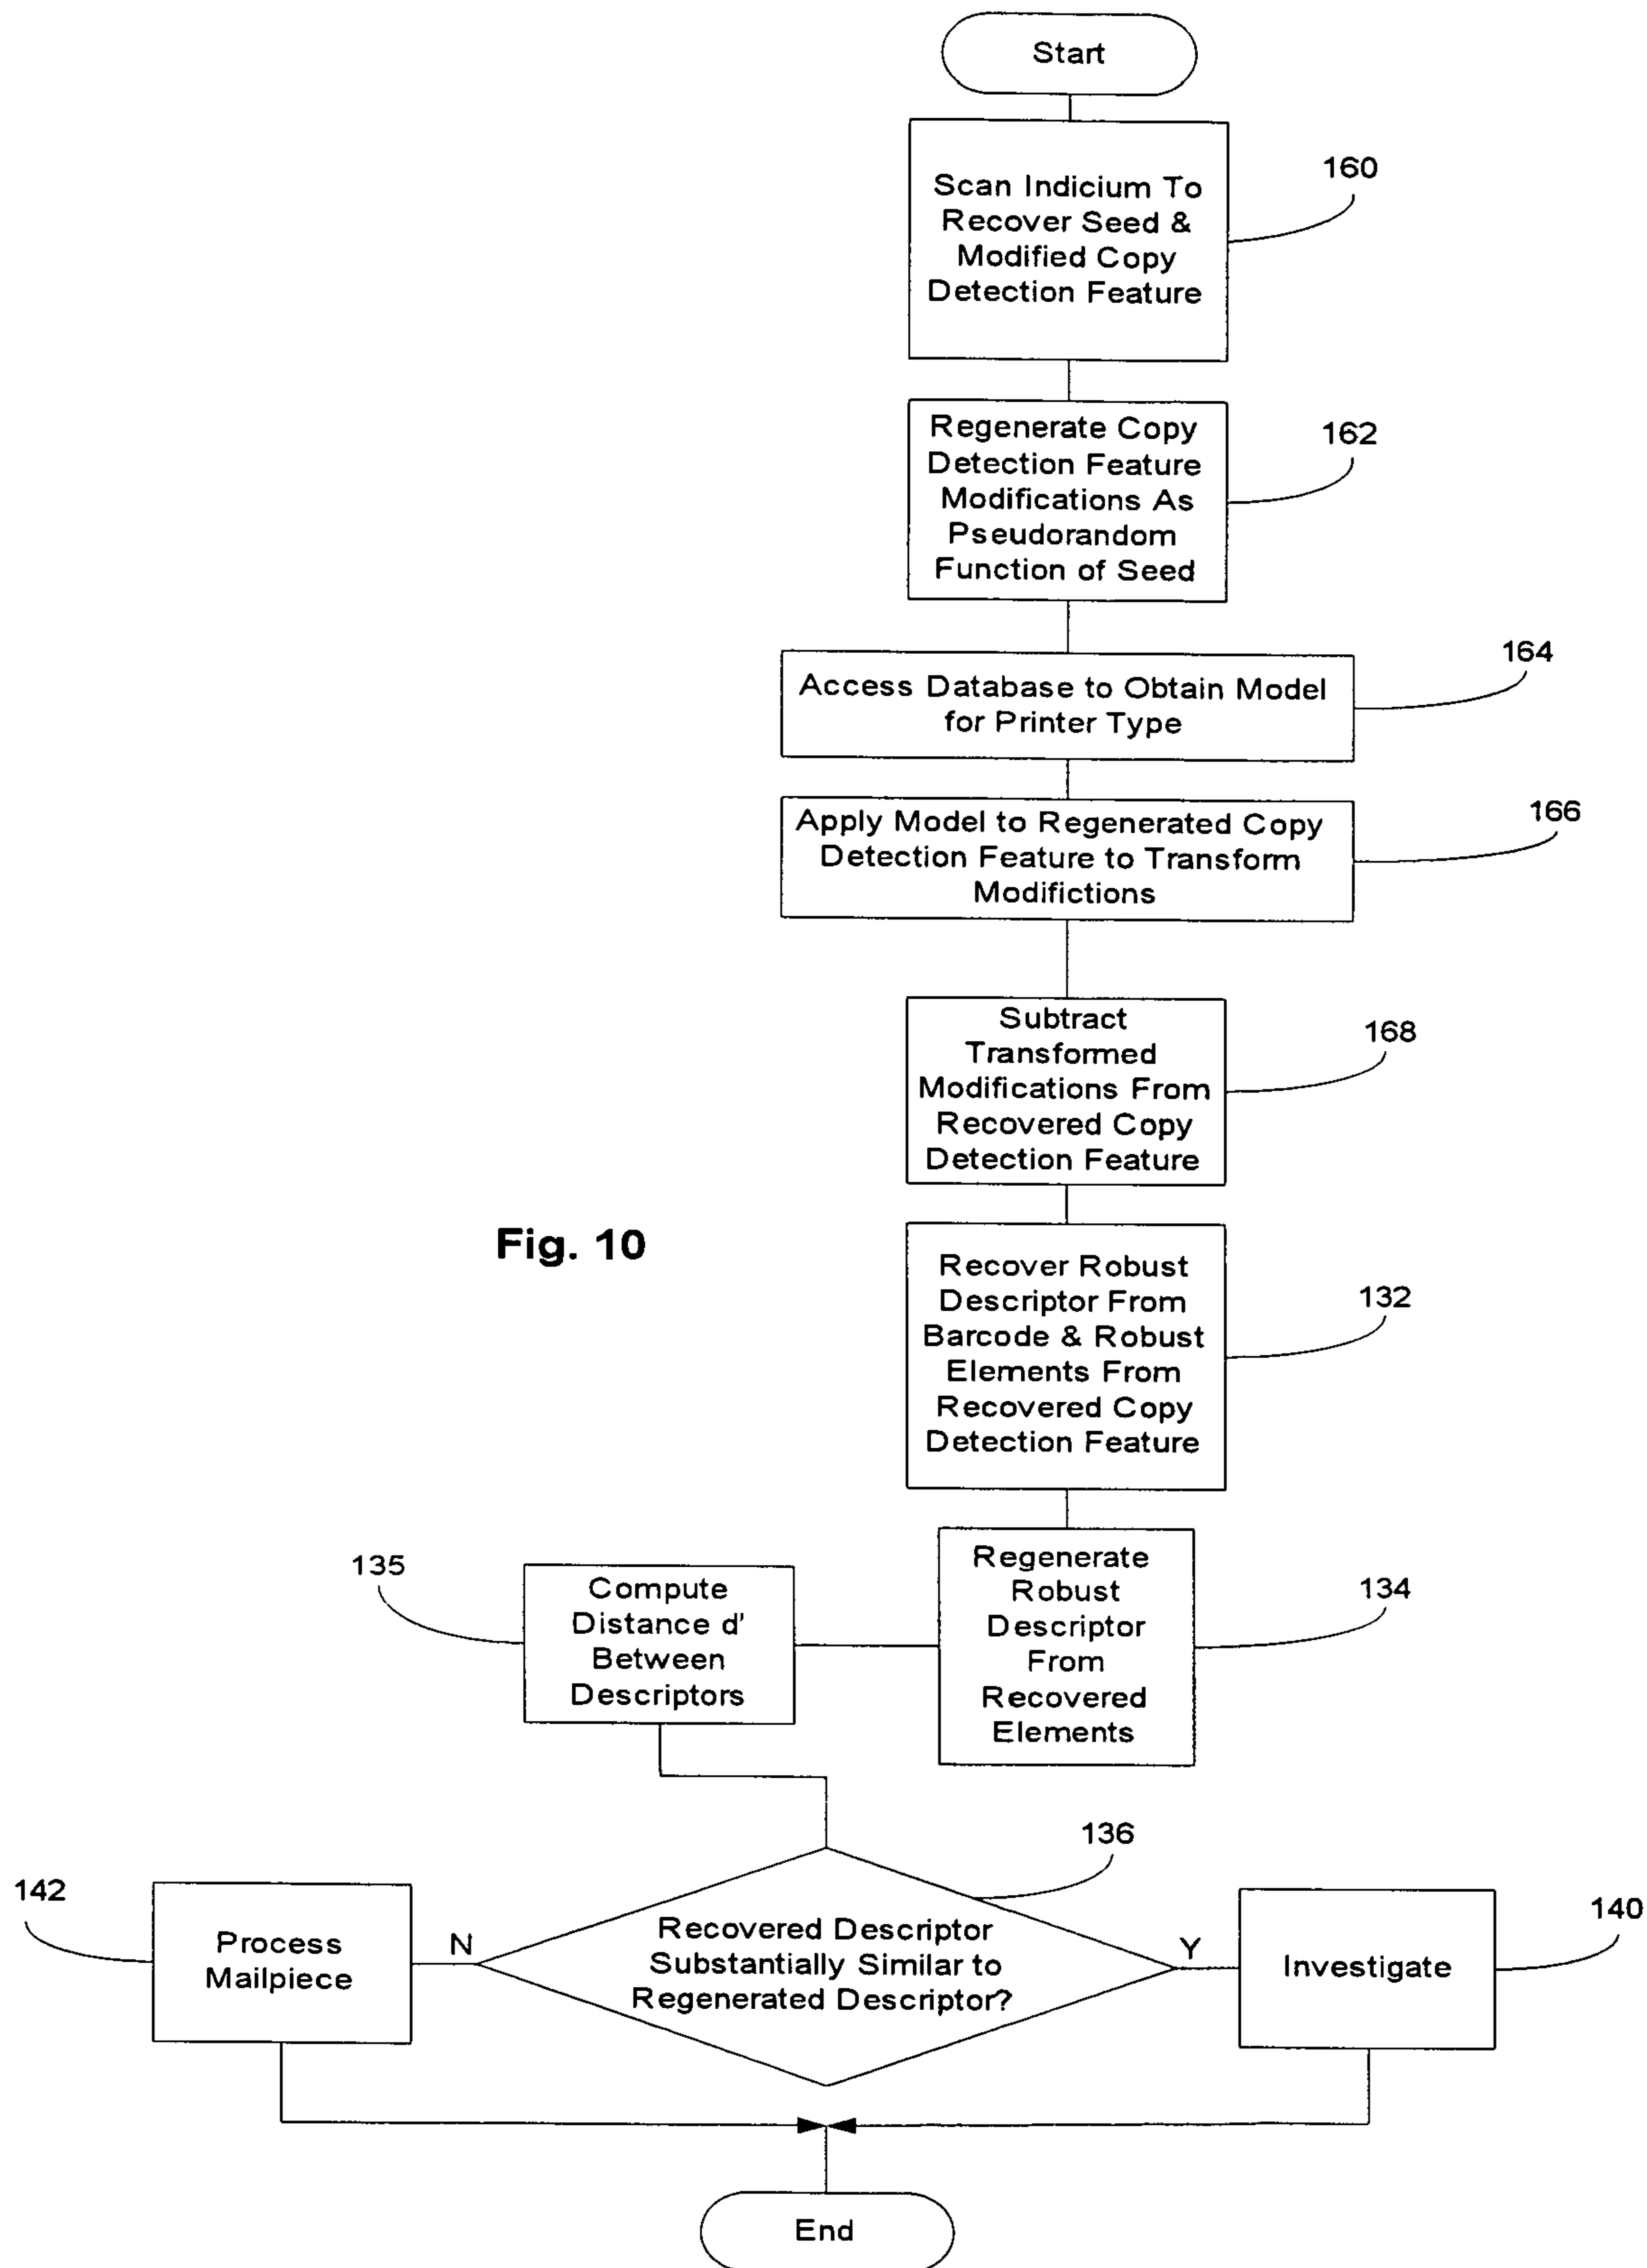 Start
Scan Indicium To
Recover Seed &
Modified Copy
Detection Feature
160
Regenerate Copy
Detection Feature
Modifications As
Pseudorandom
Function of Seed
162
Access Database to Obtain Model
for Printer Type
164
Apply Model to Regenerated Copy
Detection Feature to Transform
Modifictions
166
Subtract
Transformed
Modifications From
Recovered Copy
Detection Feature
168
Fig. 10
Recover Robust
Descriptor From
Barcode & Robust
Elements From
Recovered Copy
Detection Feature
132
Regenerate
Robust
Descriptor
From
Recovered
Elements
134
135
Compute
Distance d'
Between
Descriptors
136
Recovered Descriptor
Substantially Similar to
Regenerated Descriptor?
N
Y
142
Process
Mailpiece
140
Investigate
End